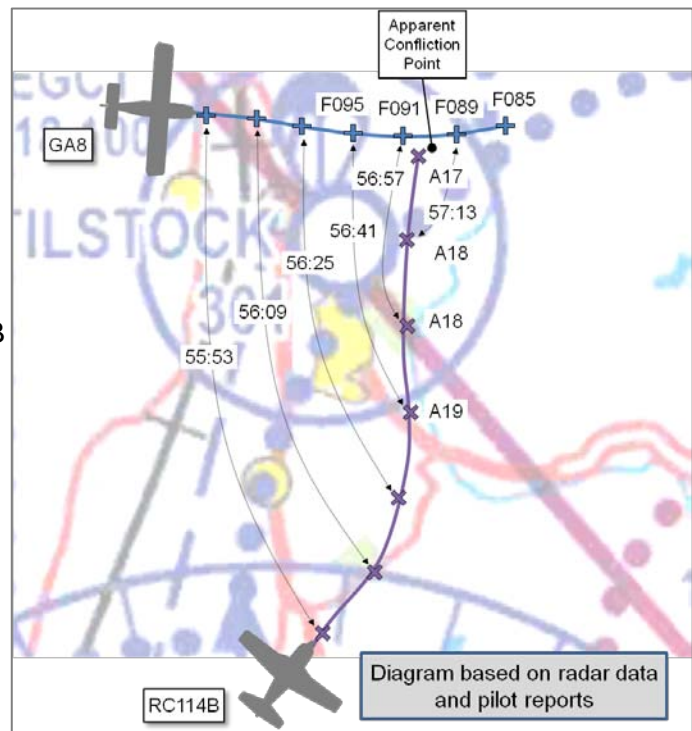 Apparent
Confliction
Point
GA8
F095
F091
F089
F085
A17
56:57
57:13
56:41
A18
56:25
TILSTOCK
301
A18
56:09
55:53
A19
RC114B
Diagram based on radar data
and pilot reports